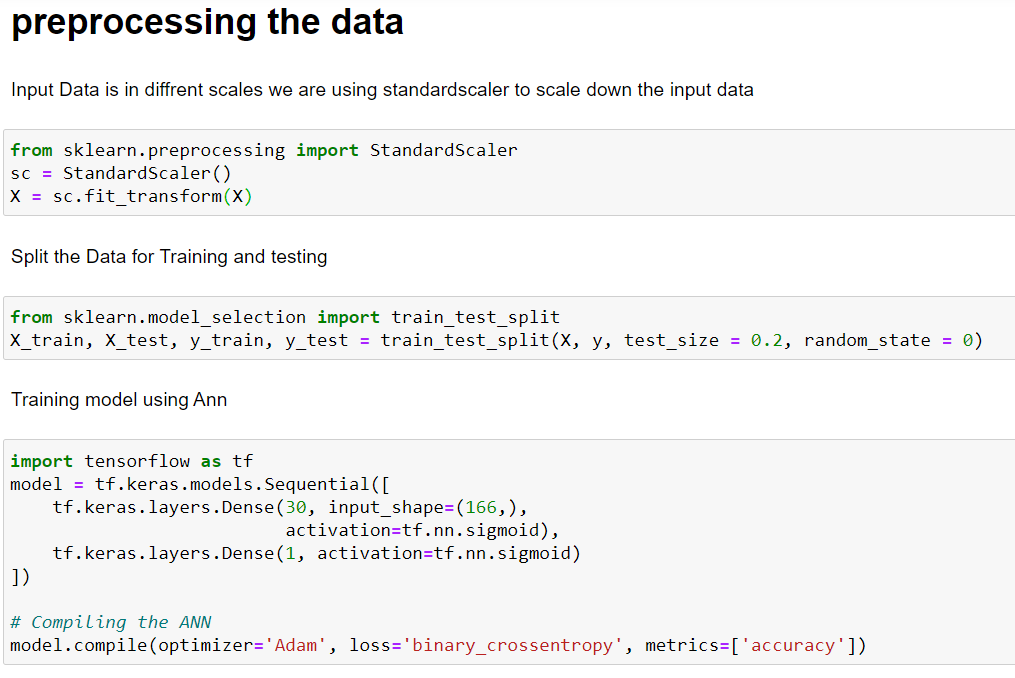 preprocessing the data
Input Data is in diffrent scales we are using standardscaler to scale down the input data
from sklearn.preprocessing import StandardScaler
sc = StandardScaler()
X = sc.fit_transform(X)
Split the Data for Training and testing
from sklearn.model_selection import train_test_split
X_train, X_test, y_train, y_test = train_test_split(X, y, test_size = 0.2, random_state = 0)
Training model using Ann
import tensorflow as tf
model = tf.keras.models.Sequential([
    tf.keras.layers.Dense(30, input_shape=(166,),
                          activation=tf.nn.sigmoid),
    tf.keras.layers.Dense(1, activation=tf.nn.sigmoid)
])
# Compiling the ANN
model.compile(optimizer='Adam', loss='binary_crossentropy', metrics=['accuracy'])